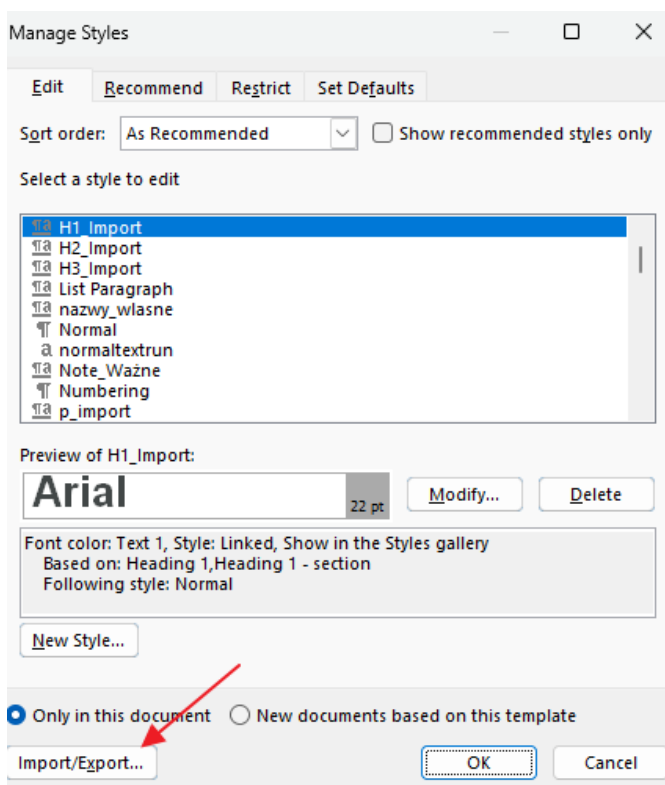 Manage Styles
Edit Recommend Restrict Set Defaults
Sort order: As Recommended Show recommended styles only
Select a style to edit
¶a H1_Import
¶a H2_Import
¶a H3_Import
¶a List Paragraph
¶a nazwy_wlasne
¶ Normal
a normaltextrun
¶a Note_Ważne
¶ Numbering
¶a p_import
Preview of H1_Import:
Arial 22 pt Modify... Delete
Font color: Text 1, Style: Linked, Show in the Styles gallery
Based on: Heading 1,Heading 1 - section
Following style: Normal
New Style...
Only in this document New documents based on this template
Import/Export... OK Cancel